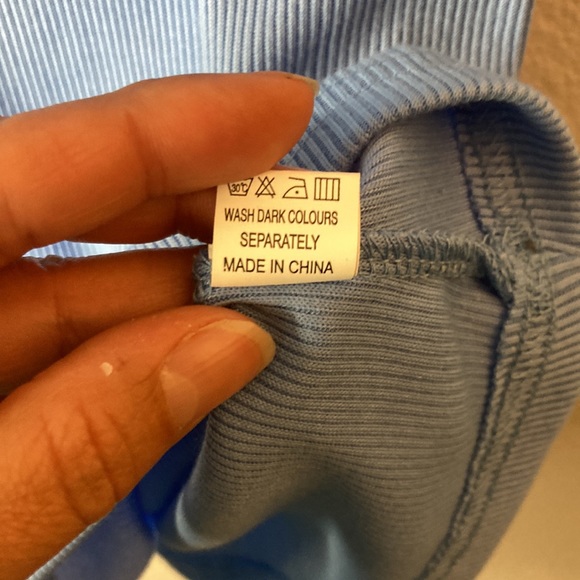 30℃
WASH DARK COLOURS
SEPARATELY
MADE IN CHINA